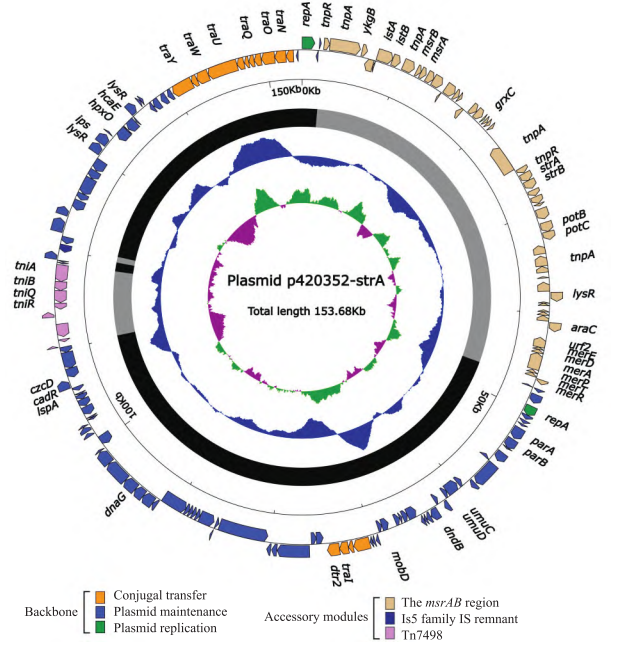 repA
tnpR
tnpA
ykgB
istA
istB
tnpA
msrB
msrA
grxC
tnpA
tnpR
strA
strB
potB
potC
tnpA
lysR
araC
urf2
merE
merD
merA
merP
merT
merR
repA
parA
parB
umuC
umuD
dndB
mobD
traI
dtr2
dnaG
czcD
cadR
lspA
tniA
tniB
tniQ
tniR
lps
lysR
lysR
hcaE
hpxO
traY
traW
traU
traQ
traO
traN
150Kb
0Kb
50Kb
100Kb
Plasmid p420352-strA
Total length 153.68Kb
Backbone
Conjugal transfer
Plasmid maintenance
Plasmid replication
Accessory modules
The msrAB region
Is5 family IS remnant
Tn7498